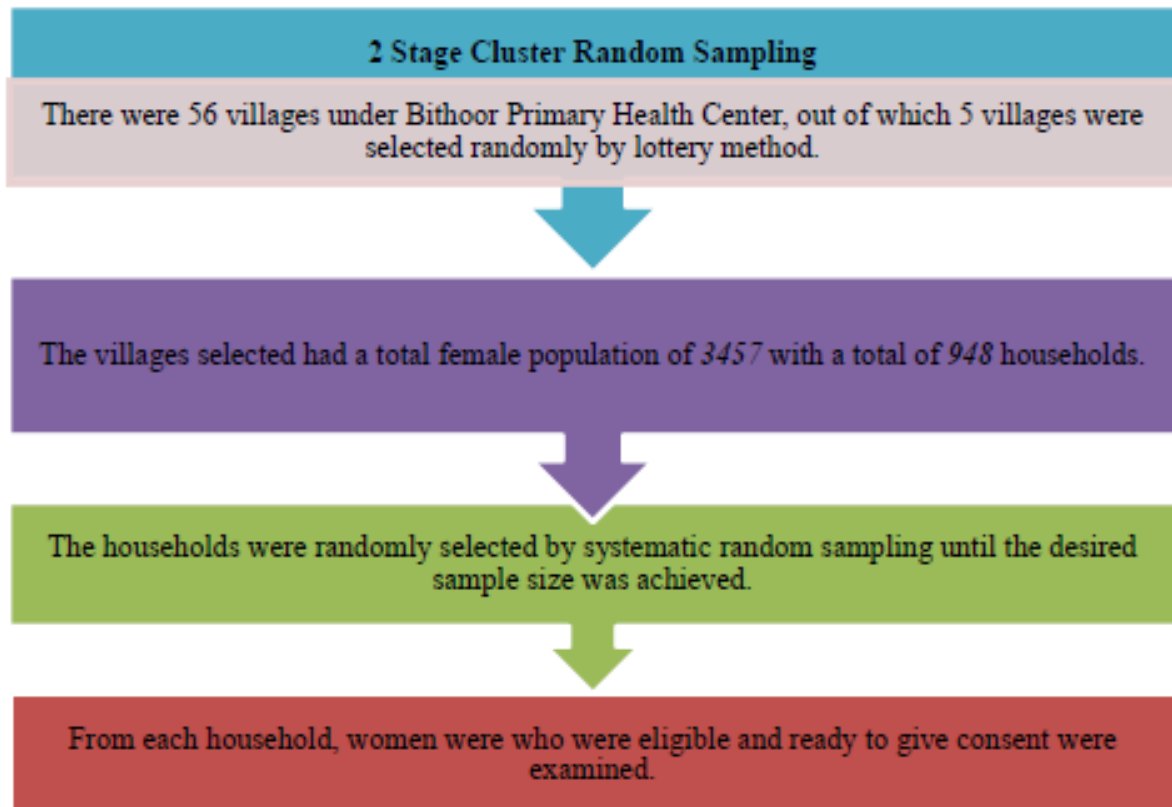 2 Stage Cluster Random Sampling
There were 56 villages under Bithoor Primary Health Center, out of which 5 villages were
selected randomly by lottery method.
The villages selected had a total female population of 3457 with a total of 948 households.
The households were randomly selected by systematic random sampling until the desired
sample size was achieved.
From each household, women were who were eligible and ready to give consent were
examined.